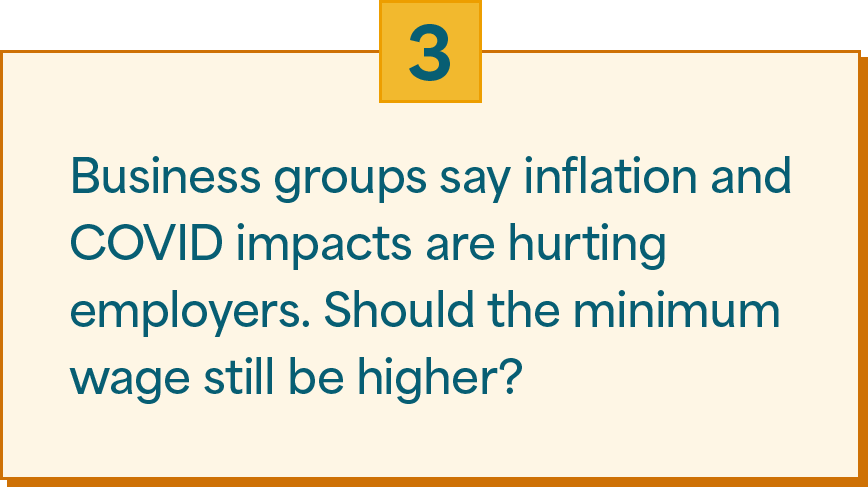 3
Business groups say inflation and
COVID impacts are hurting
employers. Should the minimum
wage still be higher?